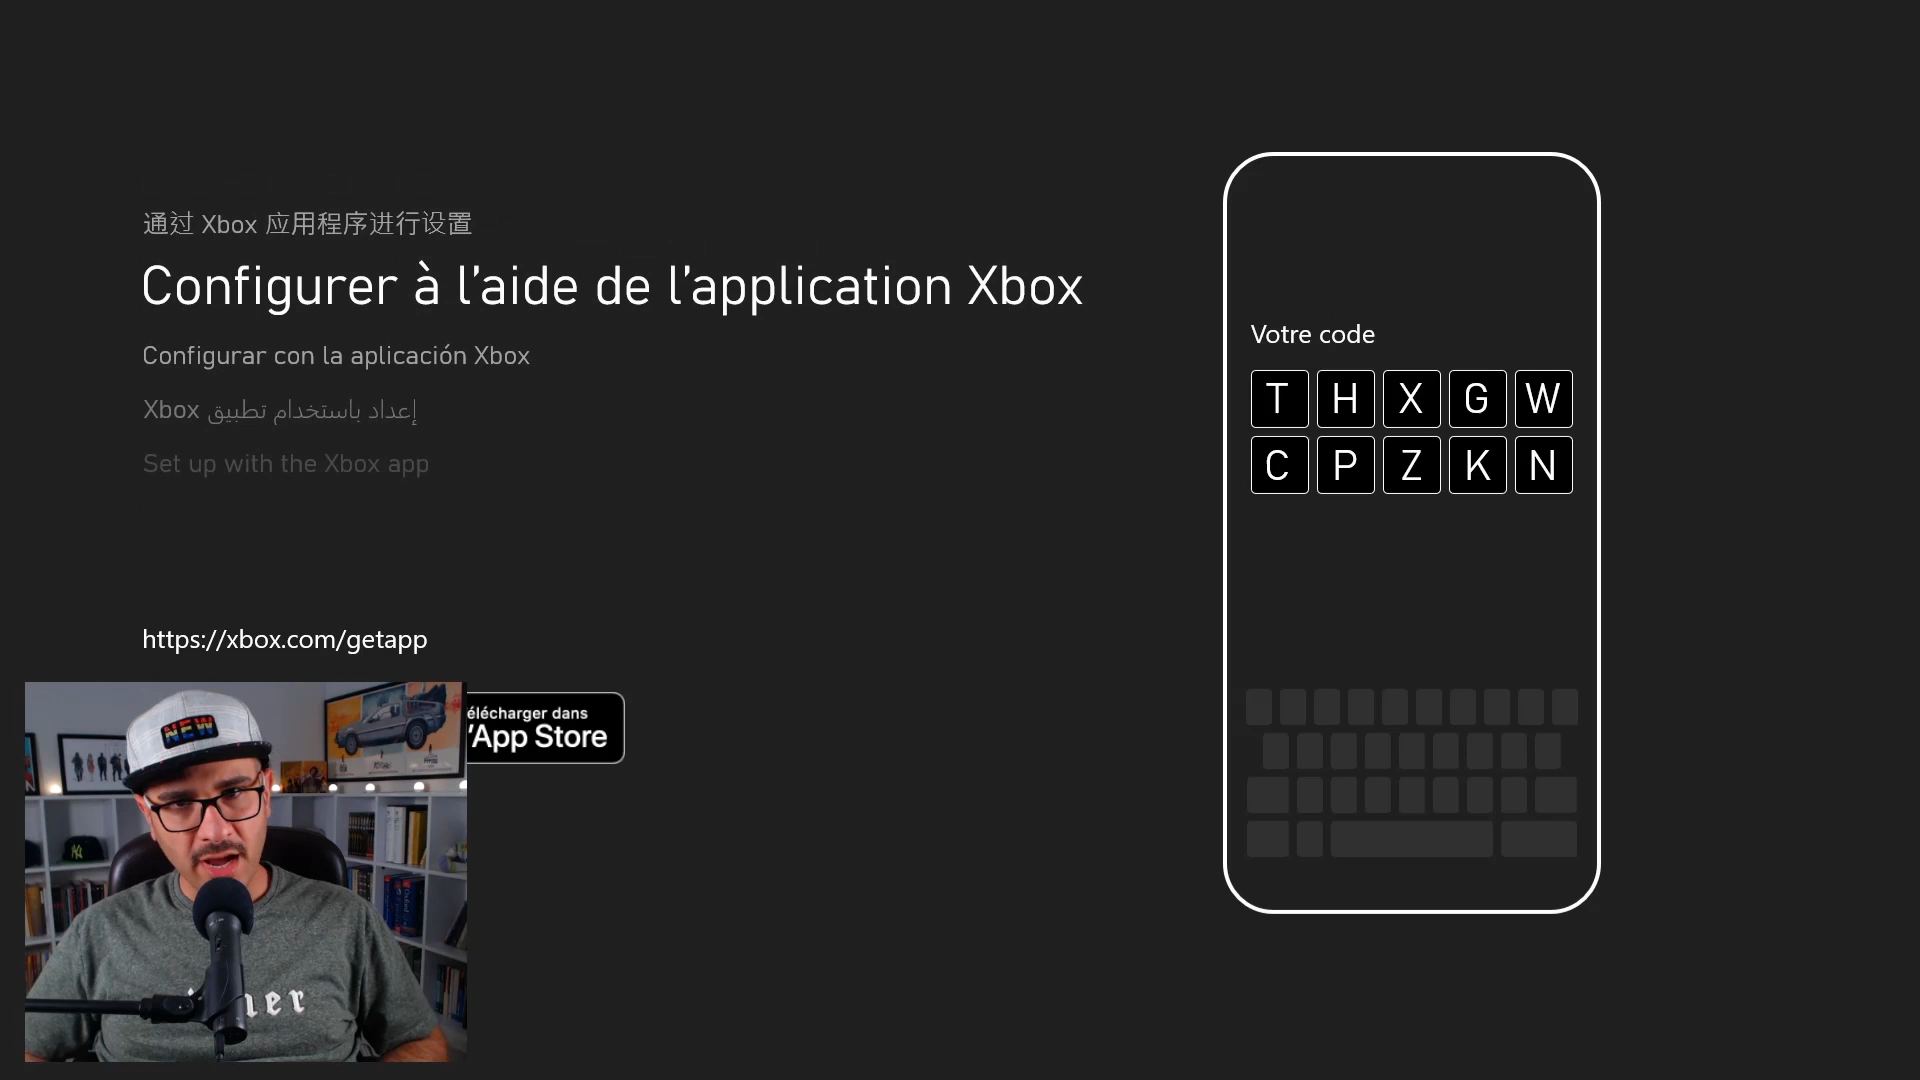 通过 Xbox 应用程序进行设置
Configurer à l’aide de l’application Xbox
Configurar con la aplicación Xbox
إعداد باستخدام تطبيق Xbox
Set up with the Xbox app
https://xbox.com/getapp
Votre code
T H X G W
C P Z K N
élécharger dans
’App Store
NEW